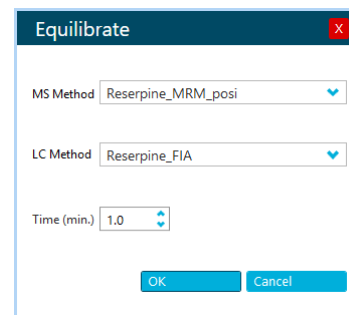 Equilibrate X
MS Method Reserpine_MRM_posi
LC Method Reserpine_FIA
Time (min.) 1.0
OK Cancel